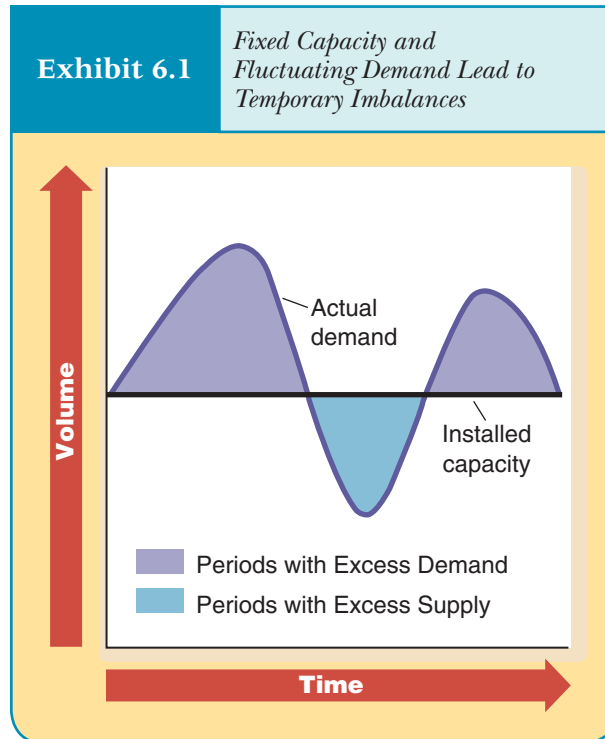 Exhibit 6.1
Fixed Capacity and
Fluctuating Demand Lead to
Temporary Imbalances
Volume
Actual
demand
Installed
capacity
Periods with Excess Demand
Periods with Excess Supply
Time